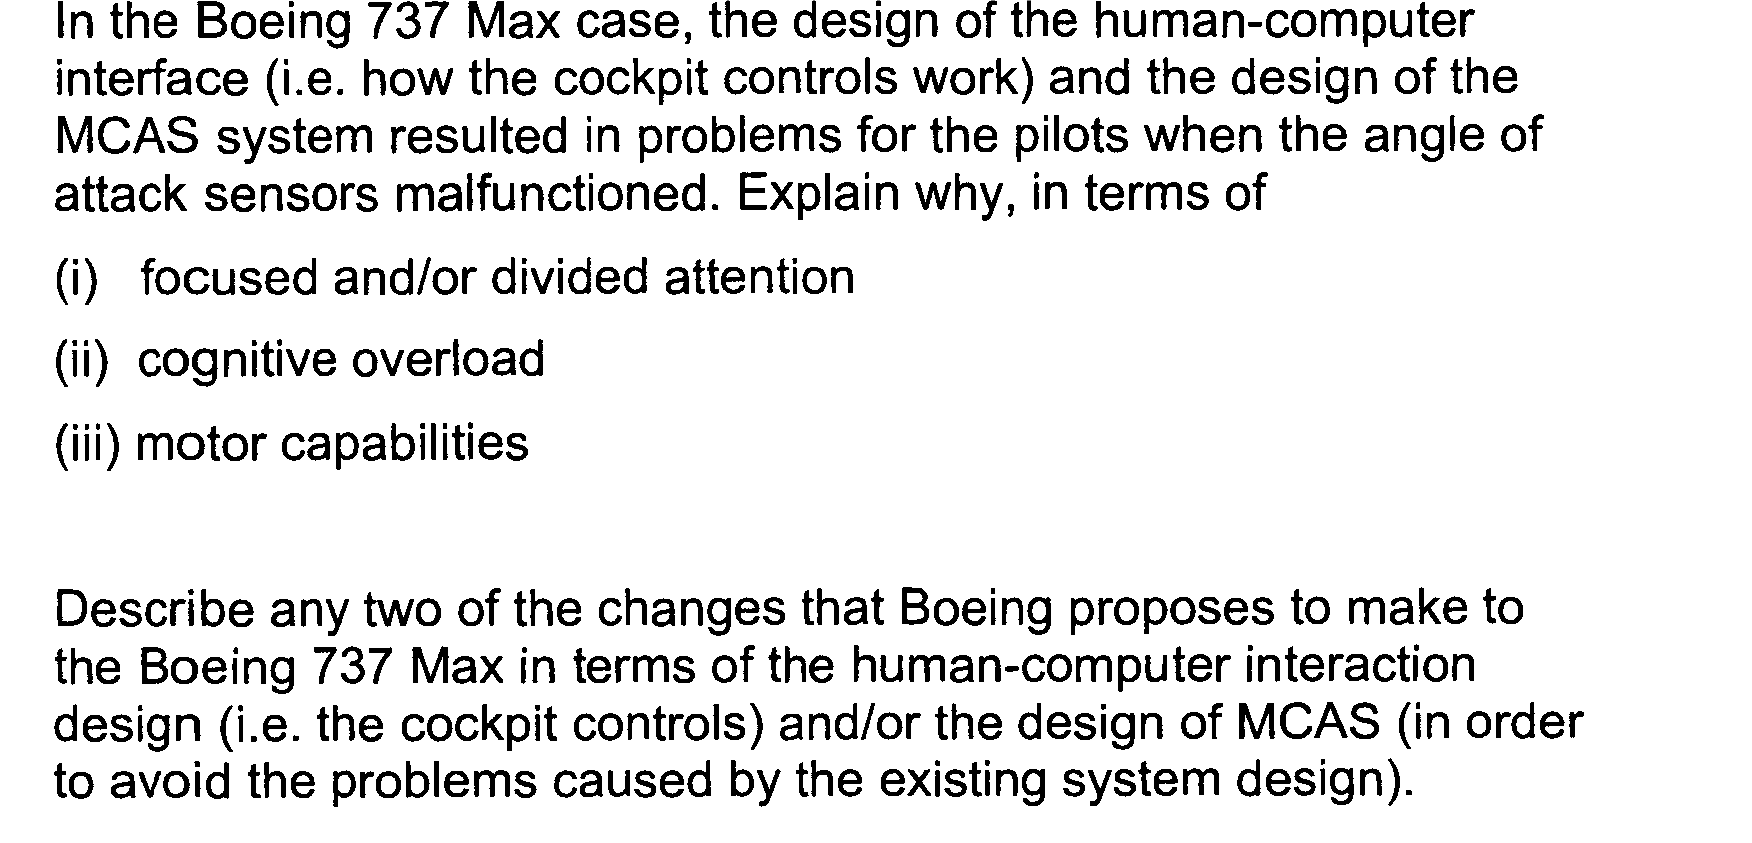 In the Boeing 737 Max case, the design of the human-computer
interface (i.e. how the cockpit controls work) and the design of the
MCAS system resulted in problems for the pilots when the angle of
attack sensors malfunctioned. Explain why, in terms of
(i) focused and/or divided attention
(ii) cognitive overload
(iii) motor capabilities
Describe any two of the changes that Boeing proposes to make to
the Boeing 737 Max in terms of the human-computer interaction
design (i.e. the cockpit controls) and/or the design of MCAS (in order
to avoid the problems caused by the existing system design).